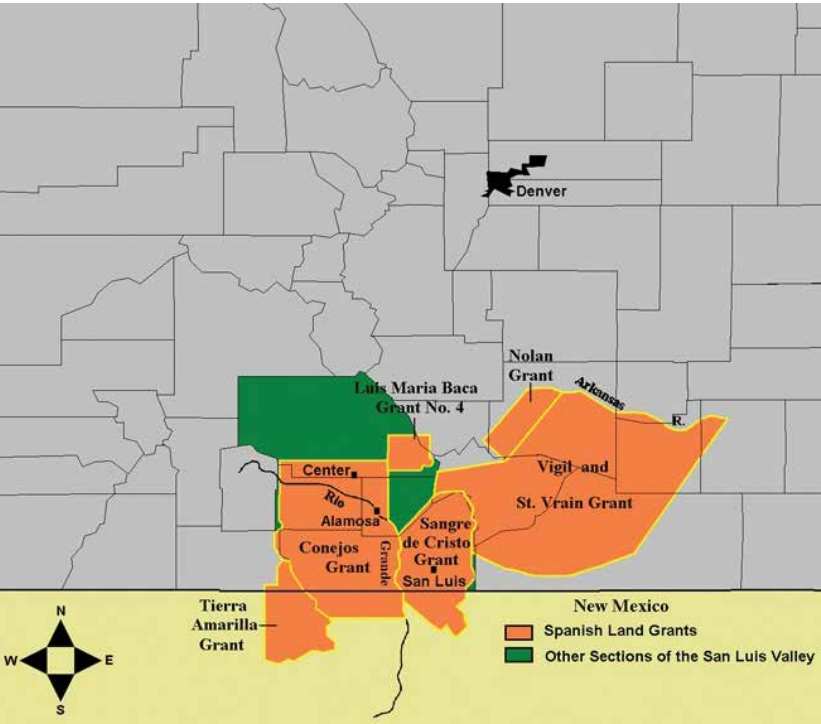 Denver
Nolan
Grant
Arkansas
R.
Luis Maria Baca
Grant No. 4
Vigil and
St. Vrain Grant
Center
Rio
Alamosa
Grande
Sangre
de Cristo
Grant
San Luis
Conejos
Grant
Tierra
Amarilla
Grant
New Mexico
Spanish Land Grants
Other Sections of the San Luis Valley
N
W
E
S